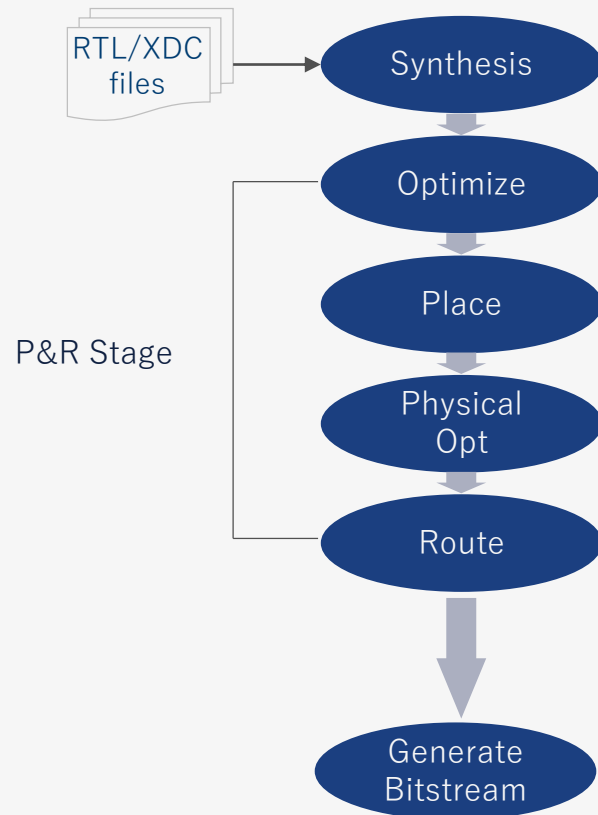 RTL/XDC
files
Synthesis
Optimize
Place
P&R Stage
Physical
Opt
Route
Generate
Bitstream